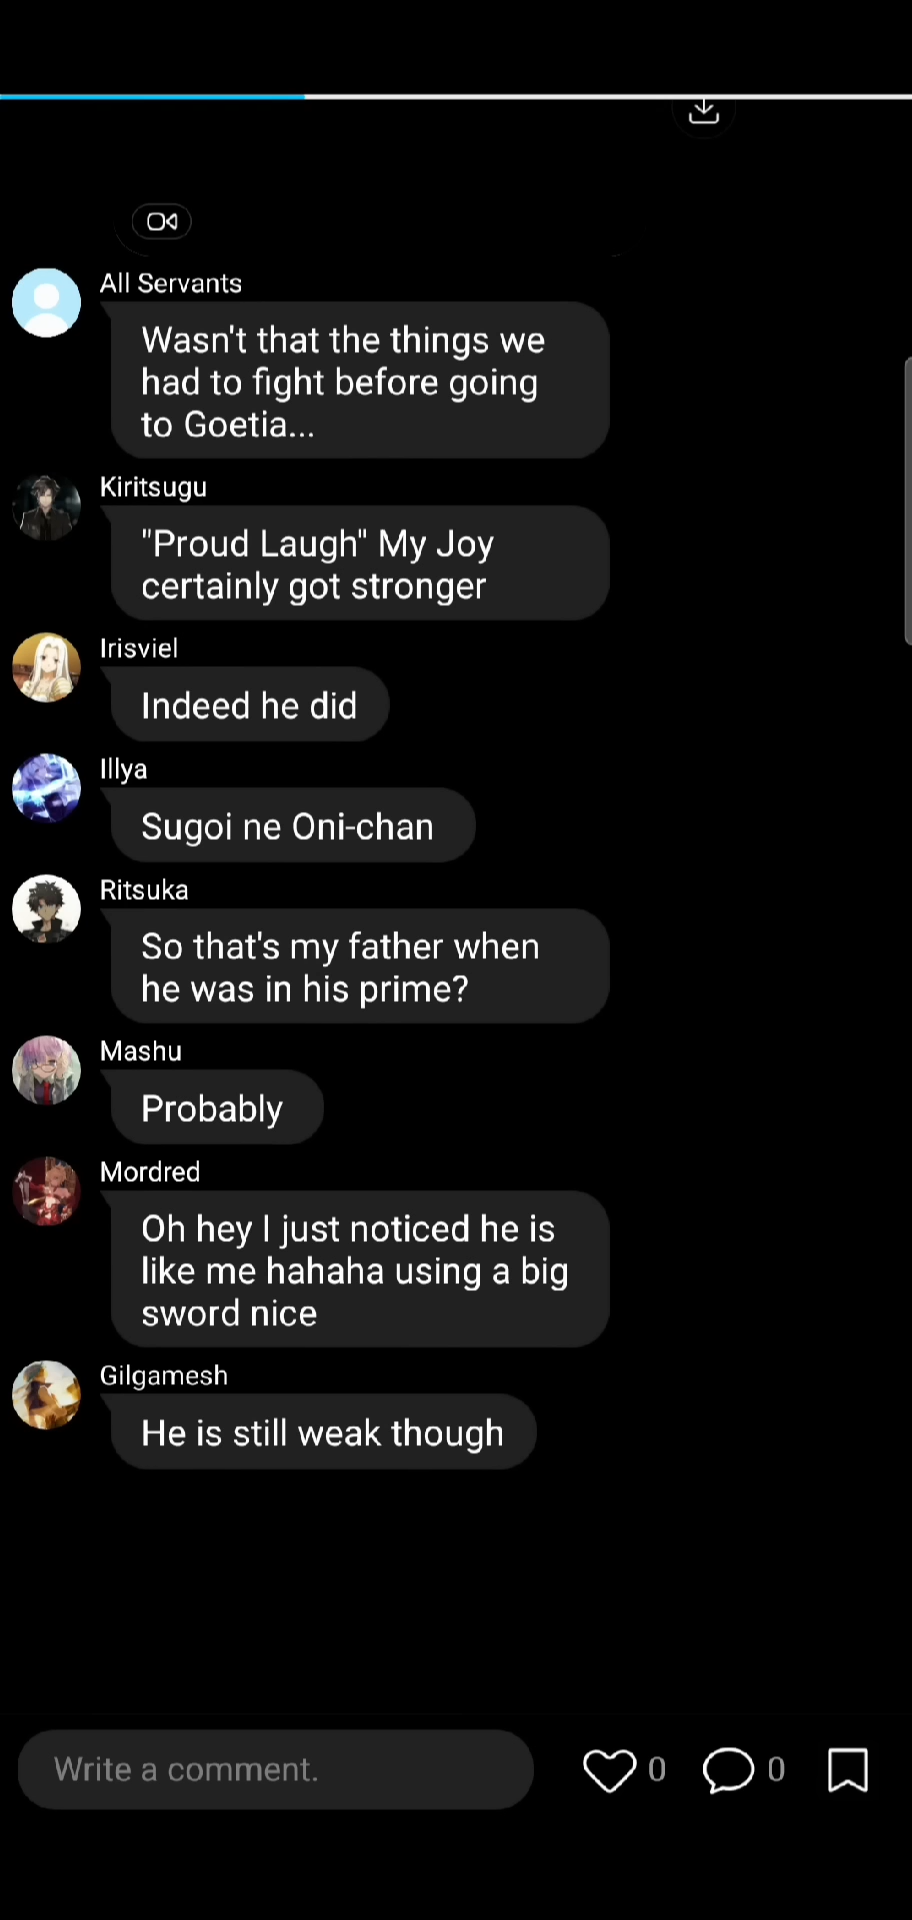 All Servants
Wasn't that the things we
had to fight before going
to Goetia...
Kiritsugu
"Proud Laugh" My Joy
certainly got stronger
Irisviel
Indeed he did
Illya
Sugoi ne Oni-chan
Ritsuka
So that's my father when
he was in his prime?
Mashu
Probably
Mordred
Oh hey I just noticed he is
like me hahaha using a big
sword nice
Gilgamesh
He is still weak though
Write a comment.
0
0